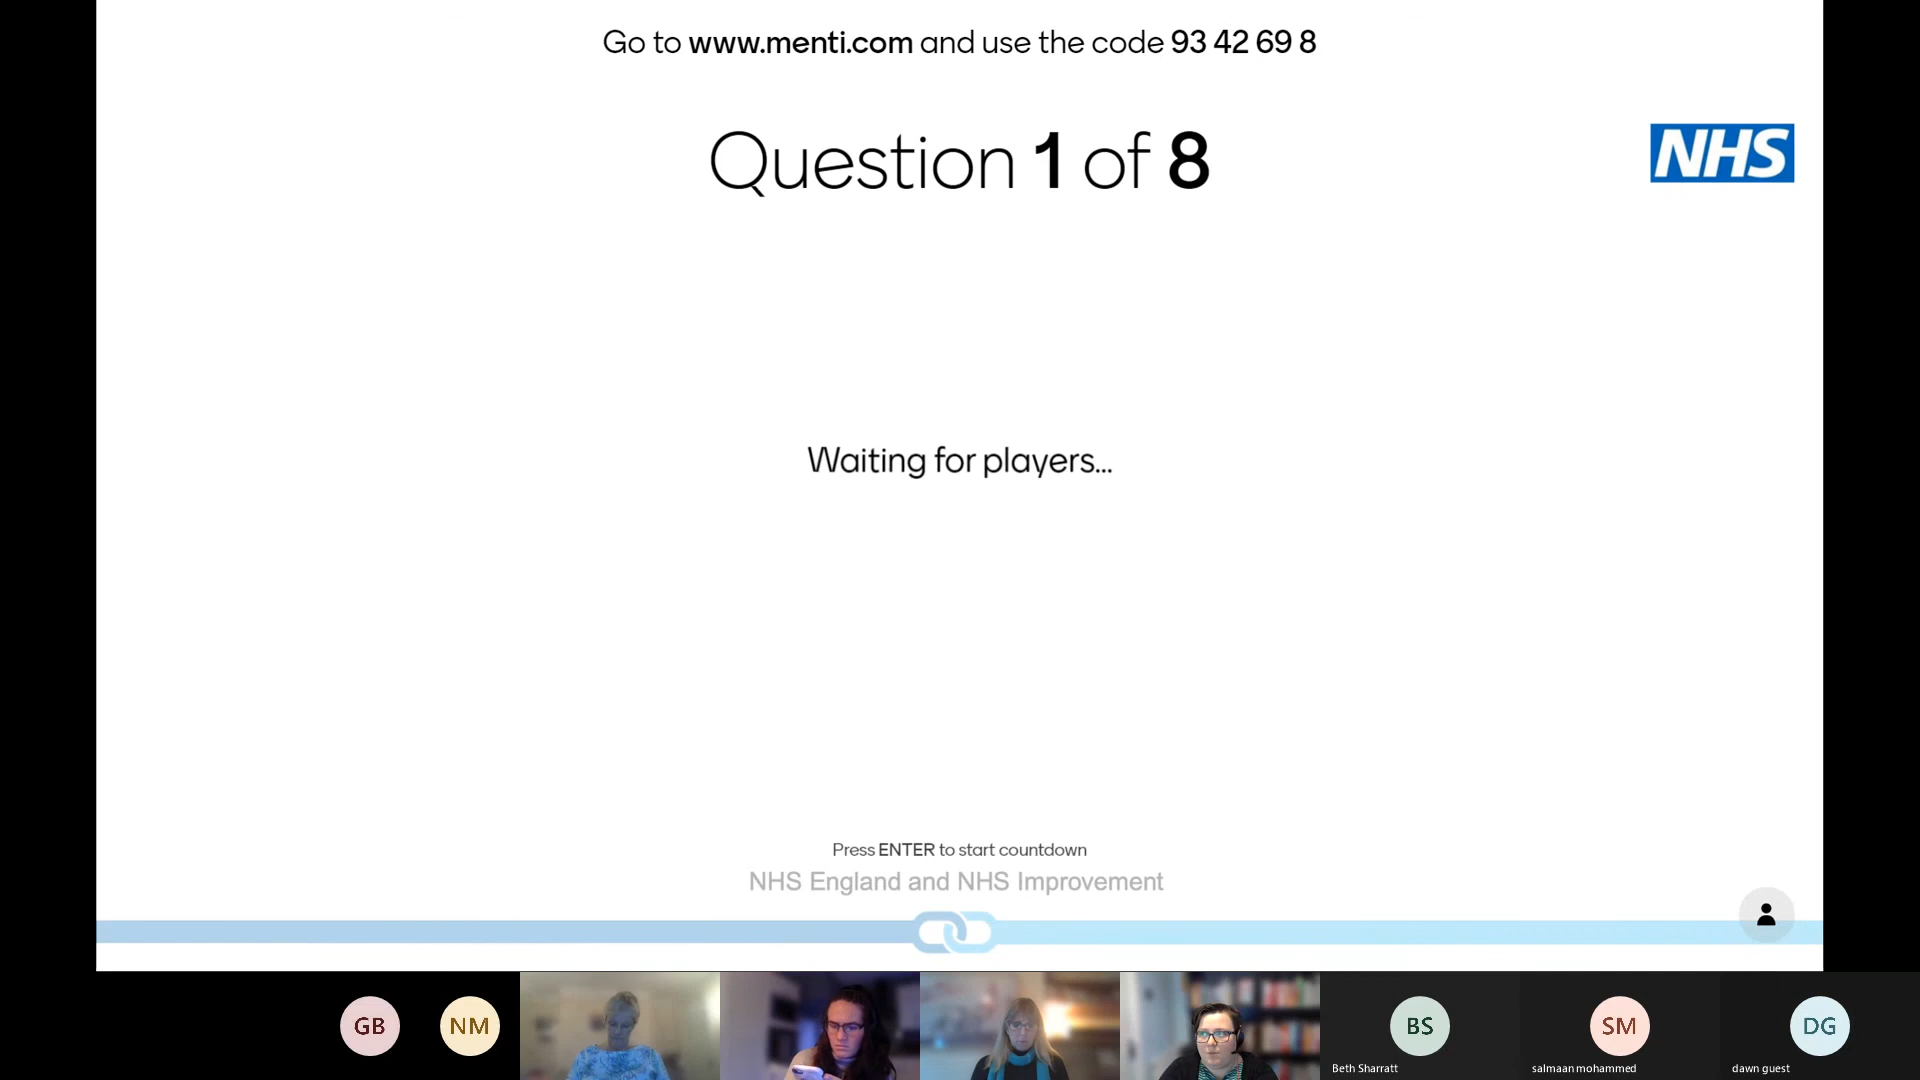 Go to www.menti.com and use the code 93 42 69 8
Question 1 of 8
NHS
Waiting for players...
Press ENTER to start countdown
NHS England and NHS Improvement
GB
NM
BS
SM
DG
Beth Sharratt
salmaan mohammed
dawn guest